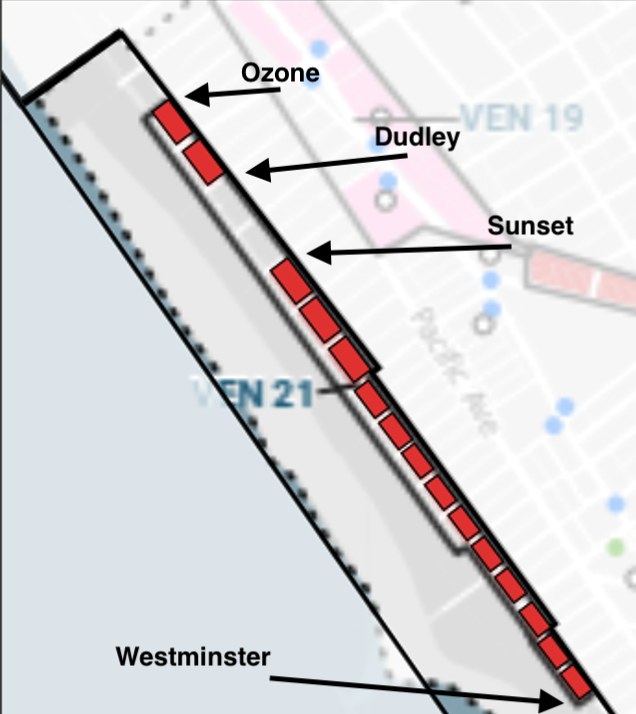 Ozone
VEN 19
Dudley
Sunset
Pacific Ave
VEN 21
Westminster